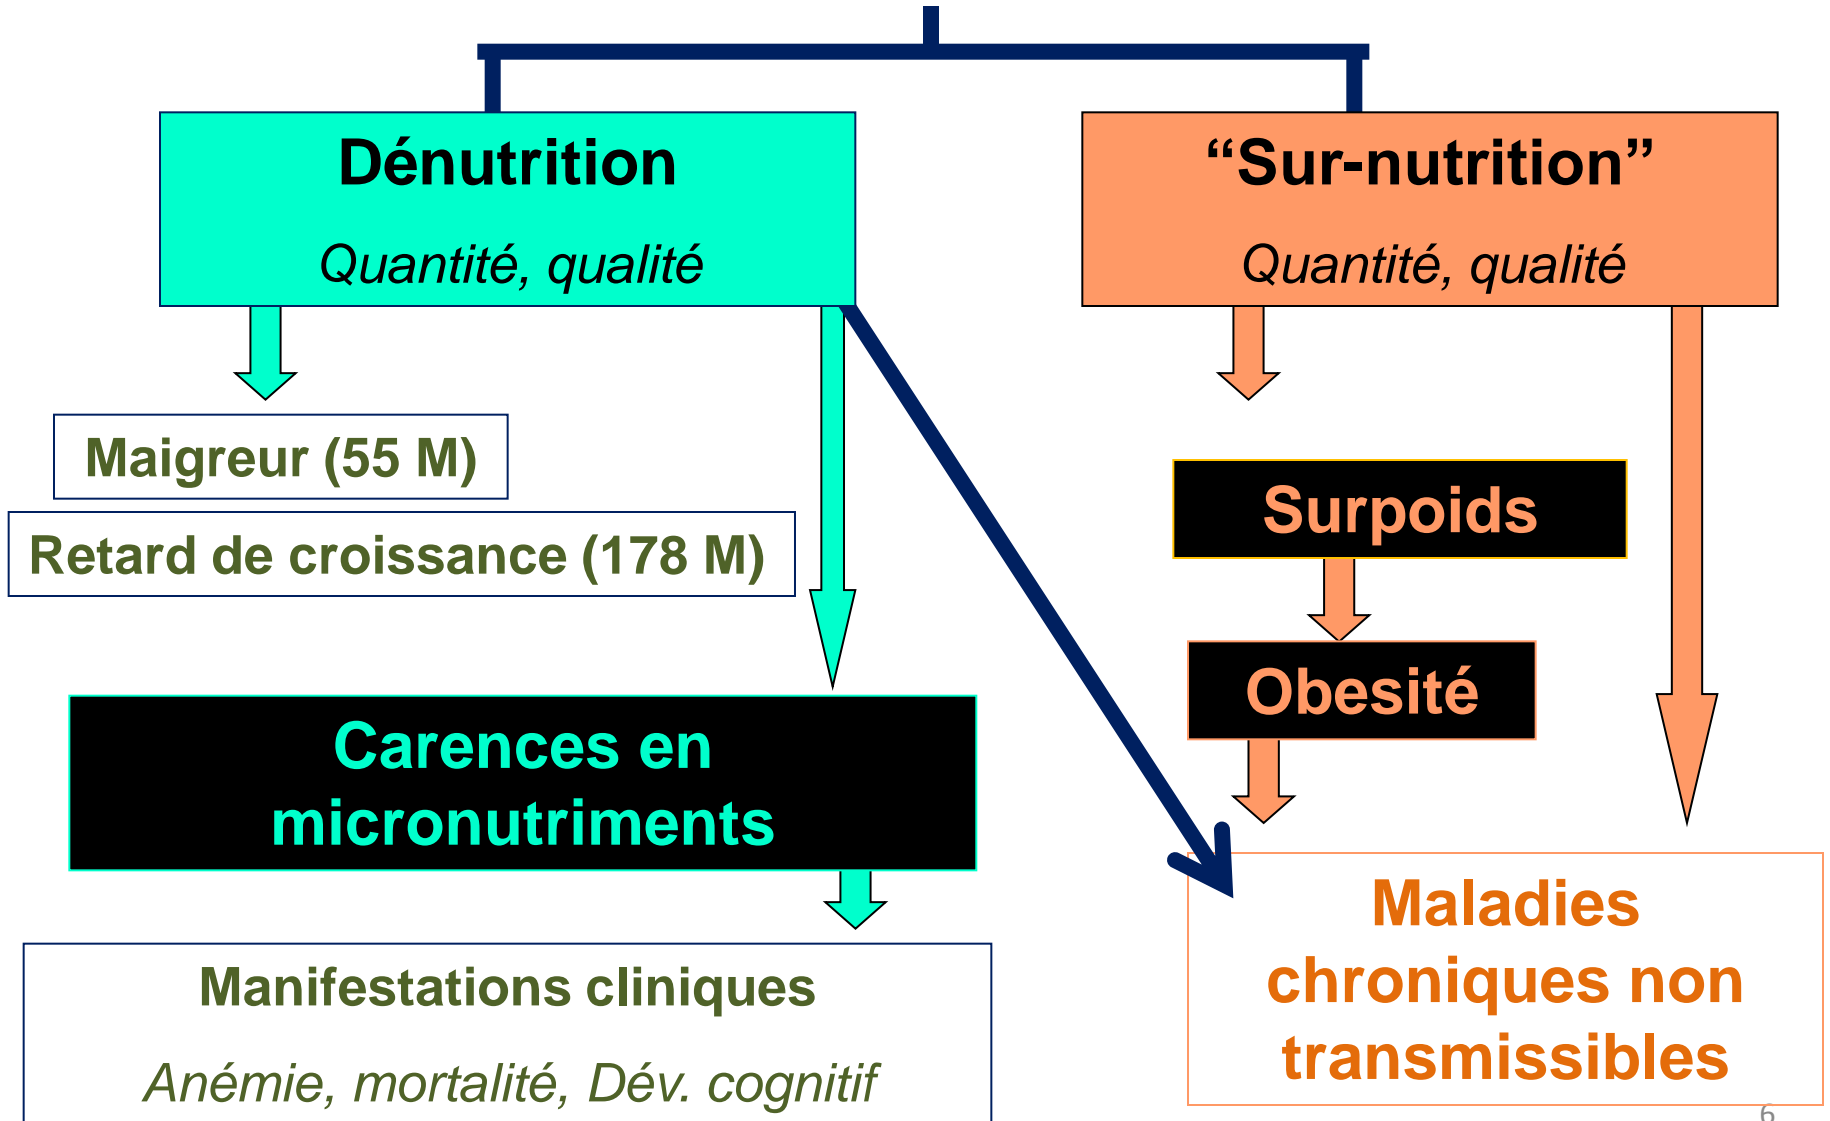 Dénutrition
Quantité, qualité
“Sur-nutrition”
Quantité, qualité
Maigreur (55 M)
Retard de croissance (178 M)
Surpoids
Obesité
Carences en
micronutriments
Manifestations cliniques
Anémie, mortalité, Dév. cognitif
Maladies
chroniques non
transmissibles
6